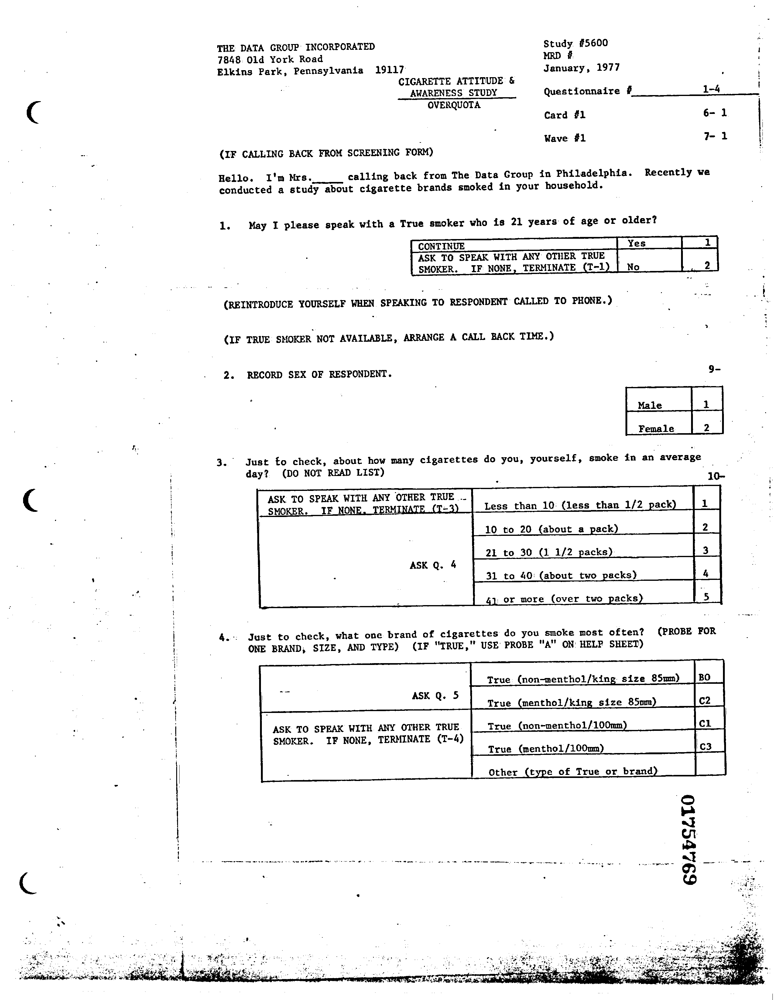 THE DATA GROUP INCORPORATED
7848 Old York Road
Elkins Park, Pennsylvania 19117
Study #5600
MRD #
January, 1977
CIGARETTE ATTITUDE &
AWARENESS STUDY
OVERQUOTA
Questionnaire #______ 1-4
Card #1 6- 1
Wave #1 7- 1
(IF CALLING BACK FROM SCREENING FORM)
Hello. I'm Mrs._____ calling back from The Data Group in Philadelphia. Recently we
conducted a study about cigarette brands smoked in your household.
1. May I please speak with a True smoker who is 21 years of age or older?
CONTINUE Yes 1
ASK TO SPEAK WITH ANY OTHER TRUE
SMOKER. IF NONE, TERMINATE (T-1) No 2
(REINTRODUCE YOURSELF WHEN SPEAKING TO RESPONDENT CALLED TO PHONE.)
(IF TRUE SMOKER NOT AVAILABLE, ARRANGE A CALL BACK TIME.)
2. RECORD SEX OF RESPONDENT.
9-
Male 1
Female 2
3. Just to check, about how many cigarettes do you, yourself, smoke in an average
day? (DO NOT READ LIST)
10-
ASK TO SPEAK WITH ANY OTHER TRUE
SMOKER. IF NONE, TERMINATE (T-3) Less than 10 (less than 1/2 pack) 1
10 to 20 (about a pack) 2
21 to 30 (1 1/2 packs) 3
ASK Q. 4
31 to 40 (about two packs) 4
41 or more (over two packs) 5
4. Just to check, what one brand of cigarettes do you smoke most often? (PROBE FOR
ONE BRAND, SIZE, AND TYPE) (IF "TRUE," USE PROBE "A" ON HELP SHEET)
True (non-menthol/king size 85mm) BO
ASK Q. 5
True (menthol/king size 85mm) C2
ASK TO SPEAK WITH ANY OTHER TRUE
SMOKER. IF NONE, TERMINATE (T-4)
True (non-menthol/100mm) C1
True (menthol/100mm) C3
Other (type of True or brand)
01754769